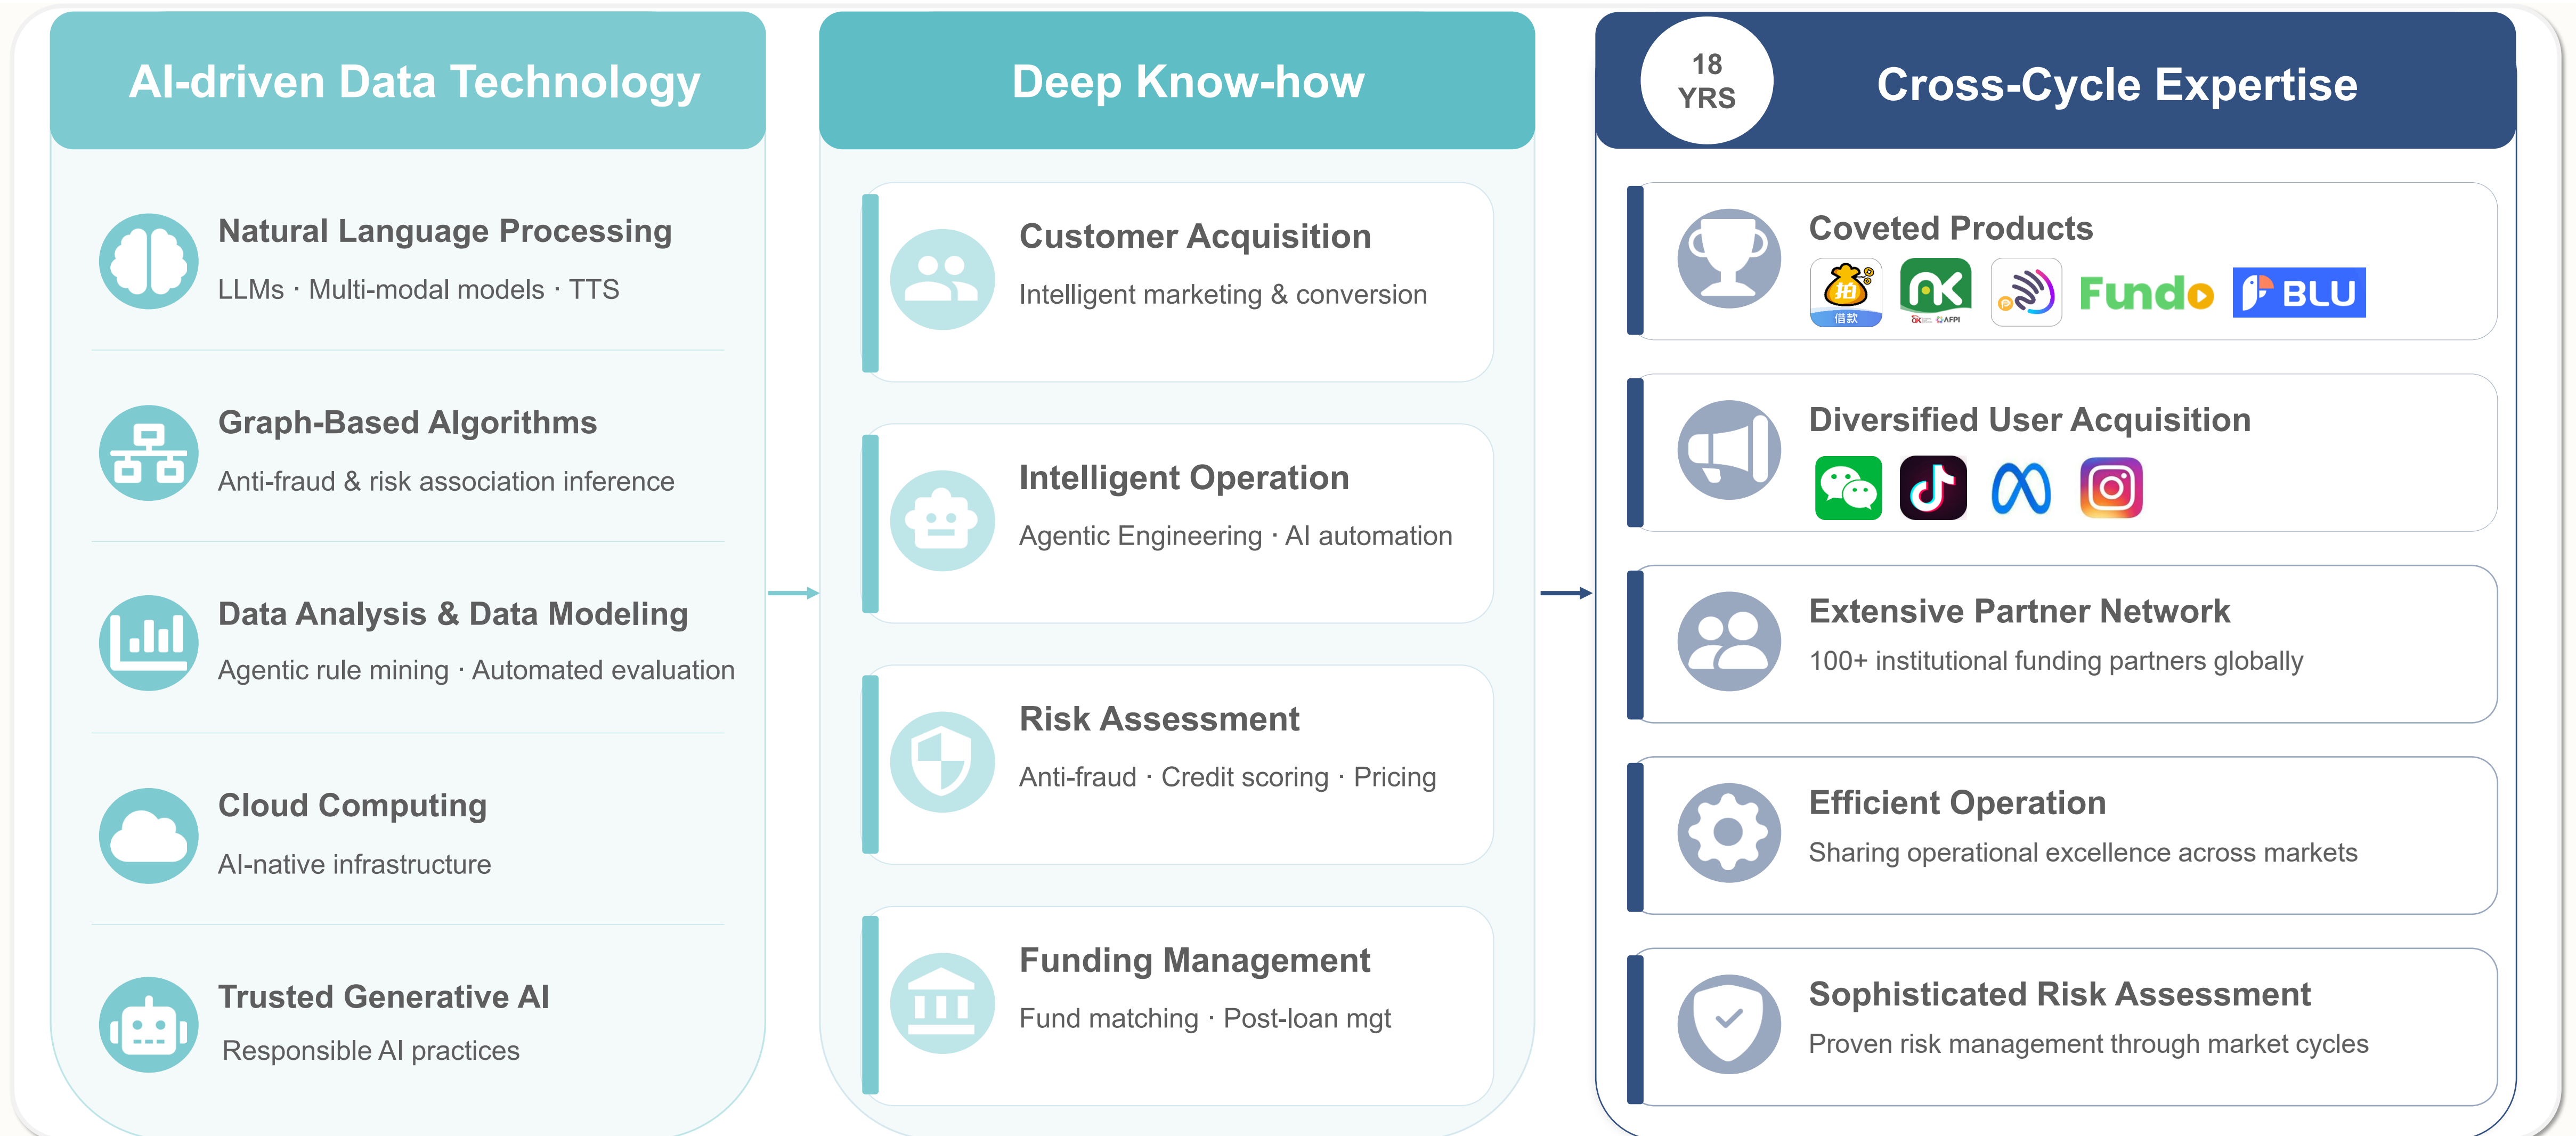 AI-driven Data Technology
Natural Language Processing
LLMs · Multi-modal models · TTS
Graph-Based Algorithms
Anti-fraud & risk association inference
Data Analysis & Data Modeling
Agentic rule mining · Automated evaluation
Cloud Computing
AI-native infrastructure
Trusted Generative AI
Responsible AI practices
Deep Know-how
Customer Acquisition
Intelligent marketing & conversion
Intelligent Operation
Agentic Engineering · AI automation
Risk Assessment
Anti-fraud · Credit scoring · Pricing
Funding Management
Fund matching · Post-loan mgt
18
YRS
Cross-Cycle Expertise
Coveted Products
拍
借款
AK
AFPI
P
Fundo
BLU
Diversified User Acquisition
Extensive Partner Network
100+ institutional funding partners globally
Efficient Operation
Sharing operational excellence across markets
Sophisticated Risk Assessment
Proven risk management through market cycles